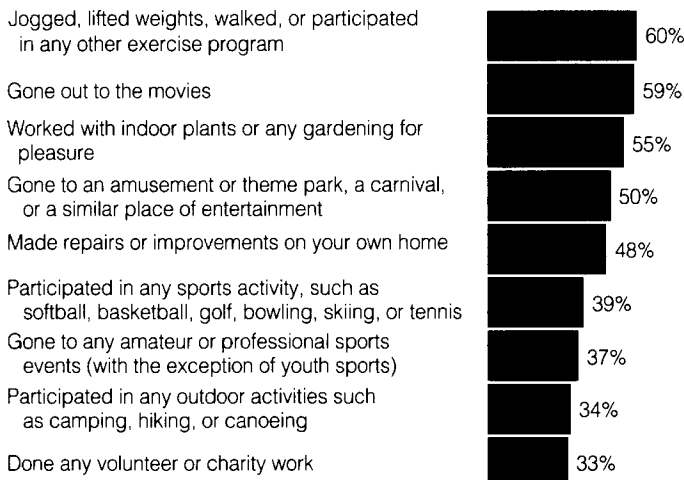 Jogged, lifted weights, walked, or participated
in any other exercise program
60%
Gone out to the movies
59%
Worked with indoor plants or any gardening for
pleasure
55%
Gone to an amusement or theme park, a carnival,
or a similar place of entertainment
50%
Made repairs or improvements on your own home
48%
Participated in any sports activity, such as
softball, basketball, golf, bowling, skiing, or tennis
39%
Gone to any amateur or professional sports
events (with the exception of youth sports)
37%
Participated in any outdoor activities such
as camping, hiking, or canoeing
34%
Done any volunteer or charity work
33%